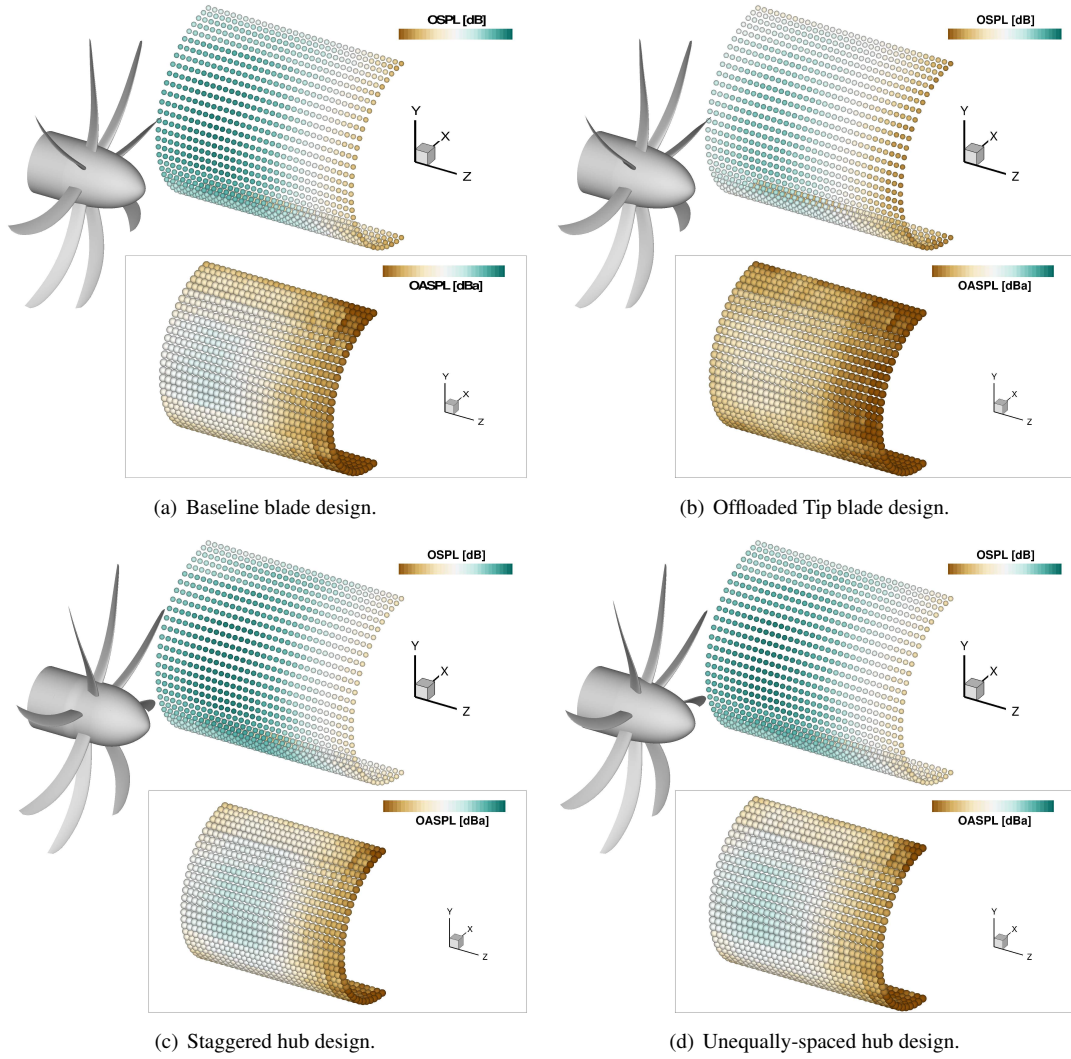 OSPL [dB]
Y
X
Z
OASPL [dBa]
Y
X
Z
(a) Baseline blade design.
OSPL [dB]
Y
X
Z
OASPL [dBa]
Y
X
Z
(b) Offloaded Tip blade design.
OSPL [dB]
Y
X
Z
OASPL [dBa]
Y
X
Z
(c) Staggered hub design.
OSPL [dB]
Y
X
Z
OASPL [dBa]
Y
X
Z
(d) Unequally-spaced hub design.